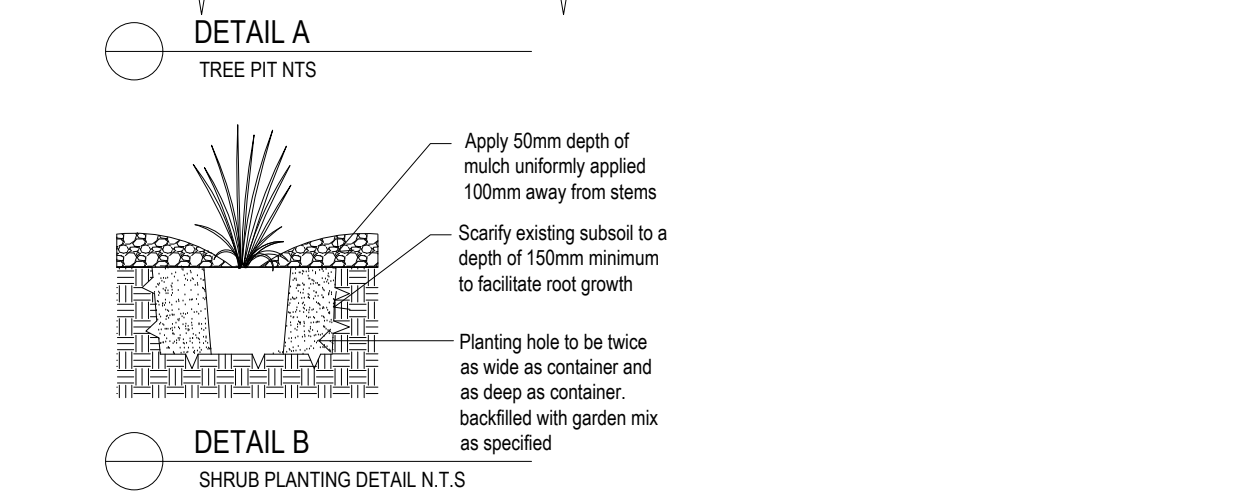 DETAIL A
TREE PIT NTS
Apply 50mm depth of
mulch uniformly applied
100mm away from stems
Scarify existing subsoil to a
depth of 150mm minimum
to facilitate root growth
Planting hole to be twice
as wide as container and
as deep as container.
backfilled with garden mix
as specified
DETAIL B
SHRUB PLANTING DETAIL N.T.S